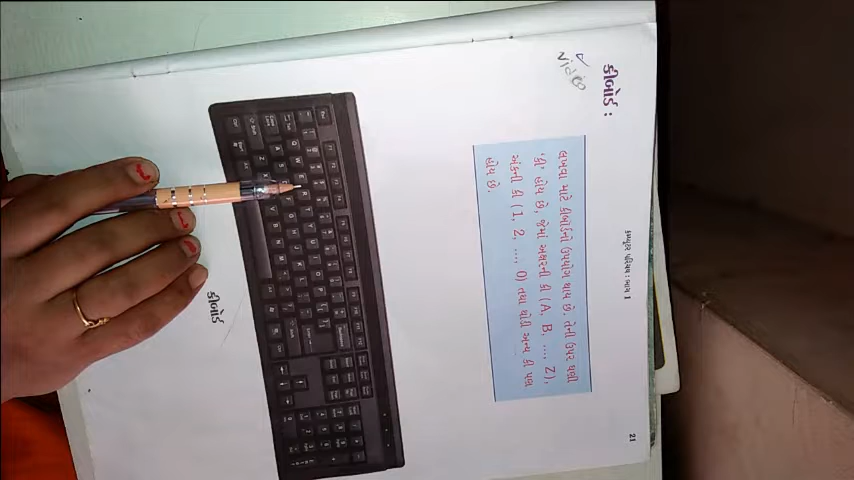 કમ્પ્યુટર પરિચય : ભાગ 1
21
કીબોર્ડ :
✓
Video
લખવા માટે કીબોર્ડનો ઉપયોગ થાય છે. તેની ઉપર ઘણી
'કી' હોય છે, જેમાં અક્ષરની કી (A, B, .... Z),
અંકની કી (1, 2, .... 0) તથા બીજી અન્ય કી પણ
હોય છે.
કીબોર્ડ